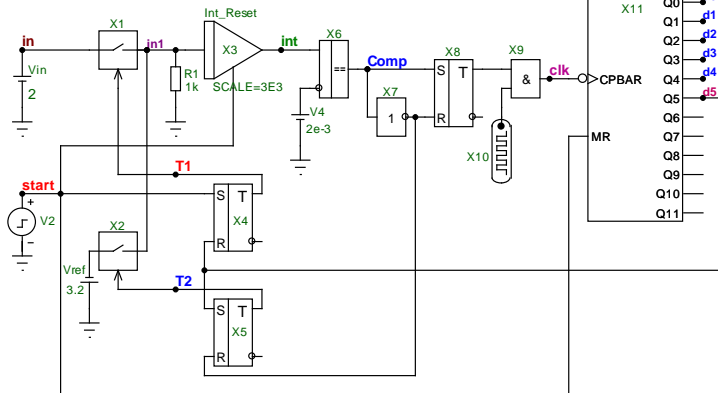 Int_Reset
X11
Q0
X1
Q1
d1
in
in1
int
X6
Q2
d2
X3
Comp
X8
X9
Q3
d3
Vin
R1
==
S
T
&
clk
CPBAR
Q4
d4
2
1k
SCALE=3E3
X7
Q5
d5
V4
1
R
Q6
2e-3
MR
Q7
X10
Q8
T1
Q9
start
S
T
Q10
+
V2
X4
Q11
X2
-
R
Vref
3.2
T2
S
T
X5
R